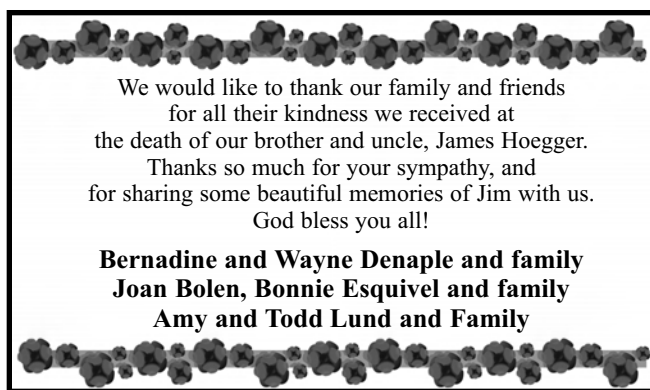 We would like to thank our family and friends
for all their kindness we received at
the death of our brother and uncle, James Hoegger.
Thanks so much for your sympathy, and
for sharing some beautiful memories of Jim with us.
God bless you all!
Bernadine and Wayne Denaple and family
Joan Bolen, Bonnie Esquivel and family
Amy and Todd Lund and Family